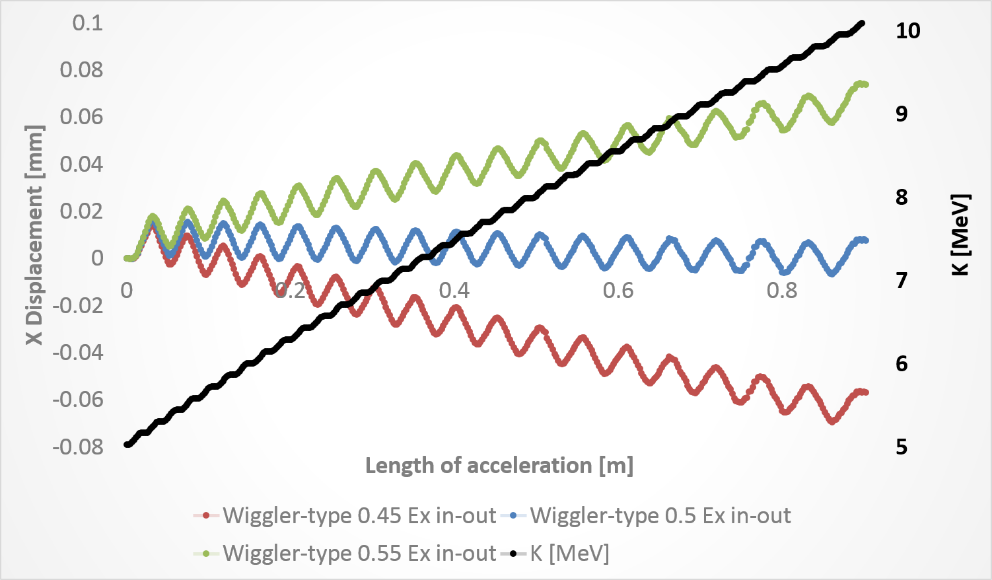 0.1
0.08
0.06
0.04
0.02
0
-0.02
-0.04
-0.06
-0.08
X Displacement [mm]
0 0.2 0.4 0.6 0.8
10
9
8
7
6
5
K [MeV]
Length of acceleration [m]
Wiggler-type 0.45 Ex in-out Wiggler-type 0.5 Ex in-out
Wiggler-type 0.55 Ex in-out K [MeV]